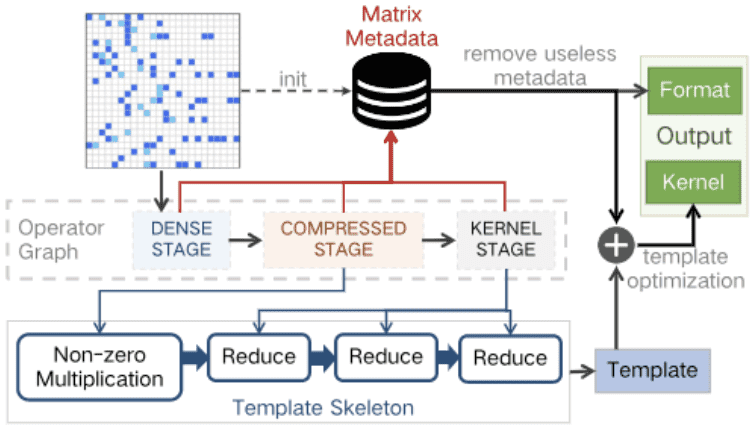 Matrix
Metadata
init
remove useless
metadata
Format
Output
Kernel
Operator
Graph
DENSE
STAGE
COMPRESSED
STAGE
KERNEL
STAGE
template
optimization
Non-zero
Multiplication
Reduce
Reduce
Reduce
Template
Template Skeleton